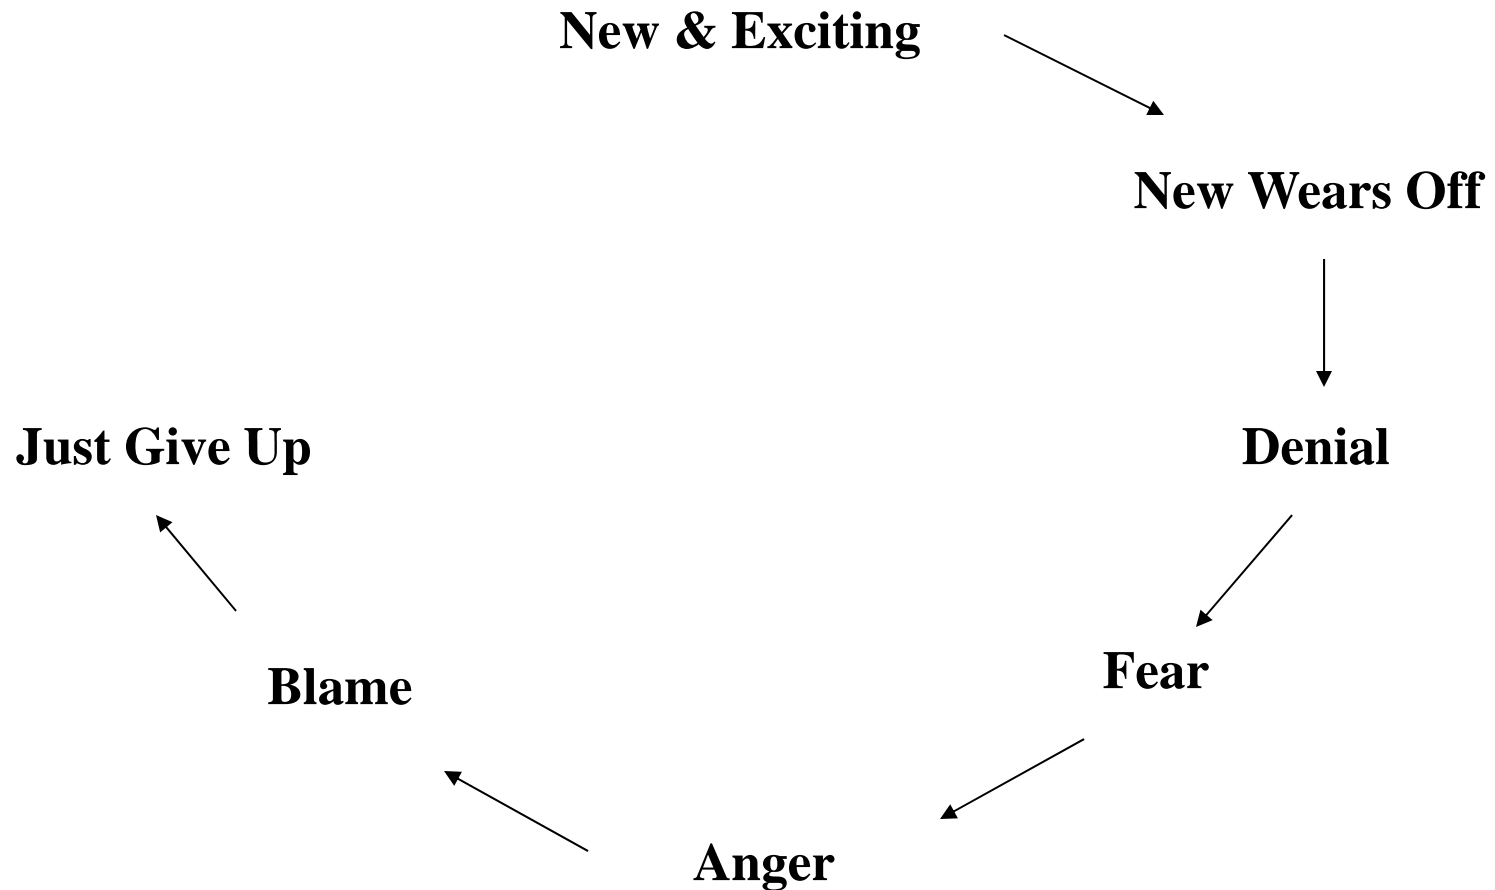 New & Exciting
New Wears Off
Denial
Fear
Anger
Blame
Just Give Up